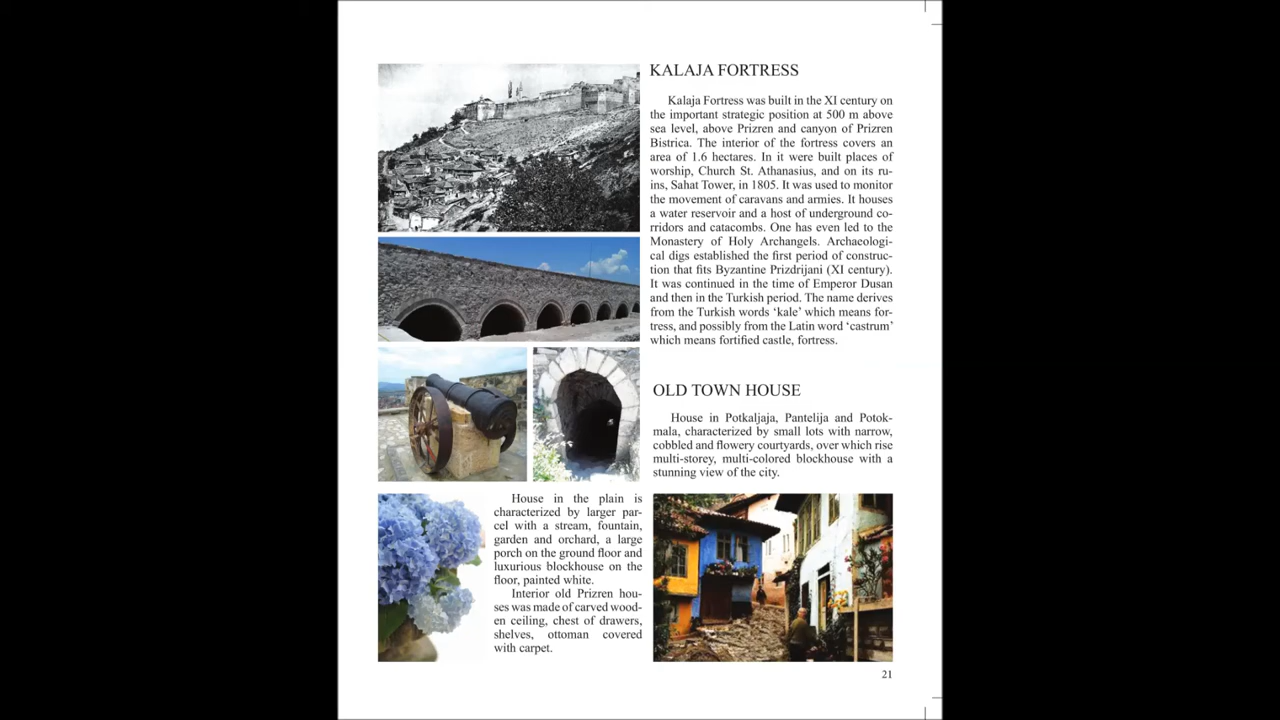 KALAJA FORTRESS
Kalaja Fortress was built in the XI century on
the important strategic position at 500 m above
sea level, above Prizren and canyon of Prizren
Bistrica. The interior of the fortress covers an
area of 1.6 hectares. In it were built places of
worship, Church St. Athanasius, and on its ru-
ins, Sahat Tower, in 1805. It was used to monitor
the movement of caravans and armies. It houses
a water reservoir and a host of underground co-
rridors and catacombs. One has even led to the
Monastery of Holy Archangels. Archaeologi-
cal digs established the first period of construc-
tion that fits Byzantine Prizdrijani (XI century).
It was continued in the time of Emperor Dusan
and then in the Turkish period. The name derives
from the Turkish words ‘kale’ which means for-
tress, and possibly from the Latin word ‘castrum’
which means fortified castle, fortress.
OLD TOWN HOUSE
House in Potkaljaja, Pantelija and Potok-
mala, characterized by small lots with narrow,
cobbled and flowery courtyards, over which rise
multi-storey, multi-colored blockhouse with a
stunning view of the city.
House in the plain is
characterized by larger par-
cel with a stream, fountain,
garden and orchard, a large
porch on the ground floor and
luxurious blockhouse on the
floor, painted white.
Interior old Prizren hou-
ses was made of carved wood-
en ceiling, chest of drawers,
shelves, ottoman covered
with carpet.
21